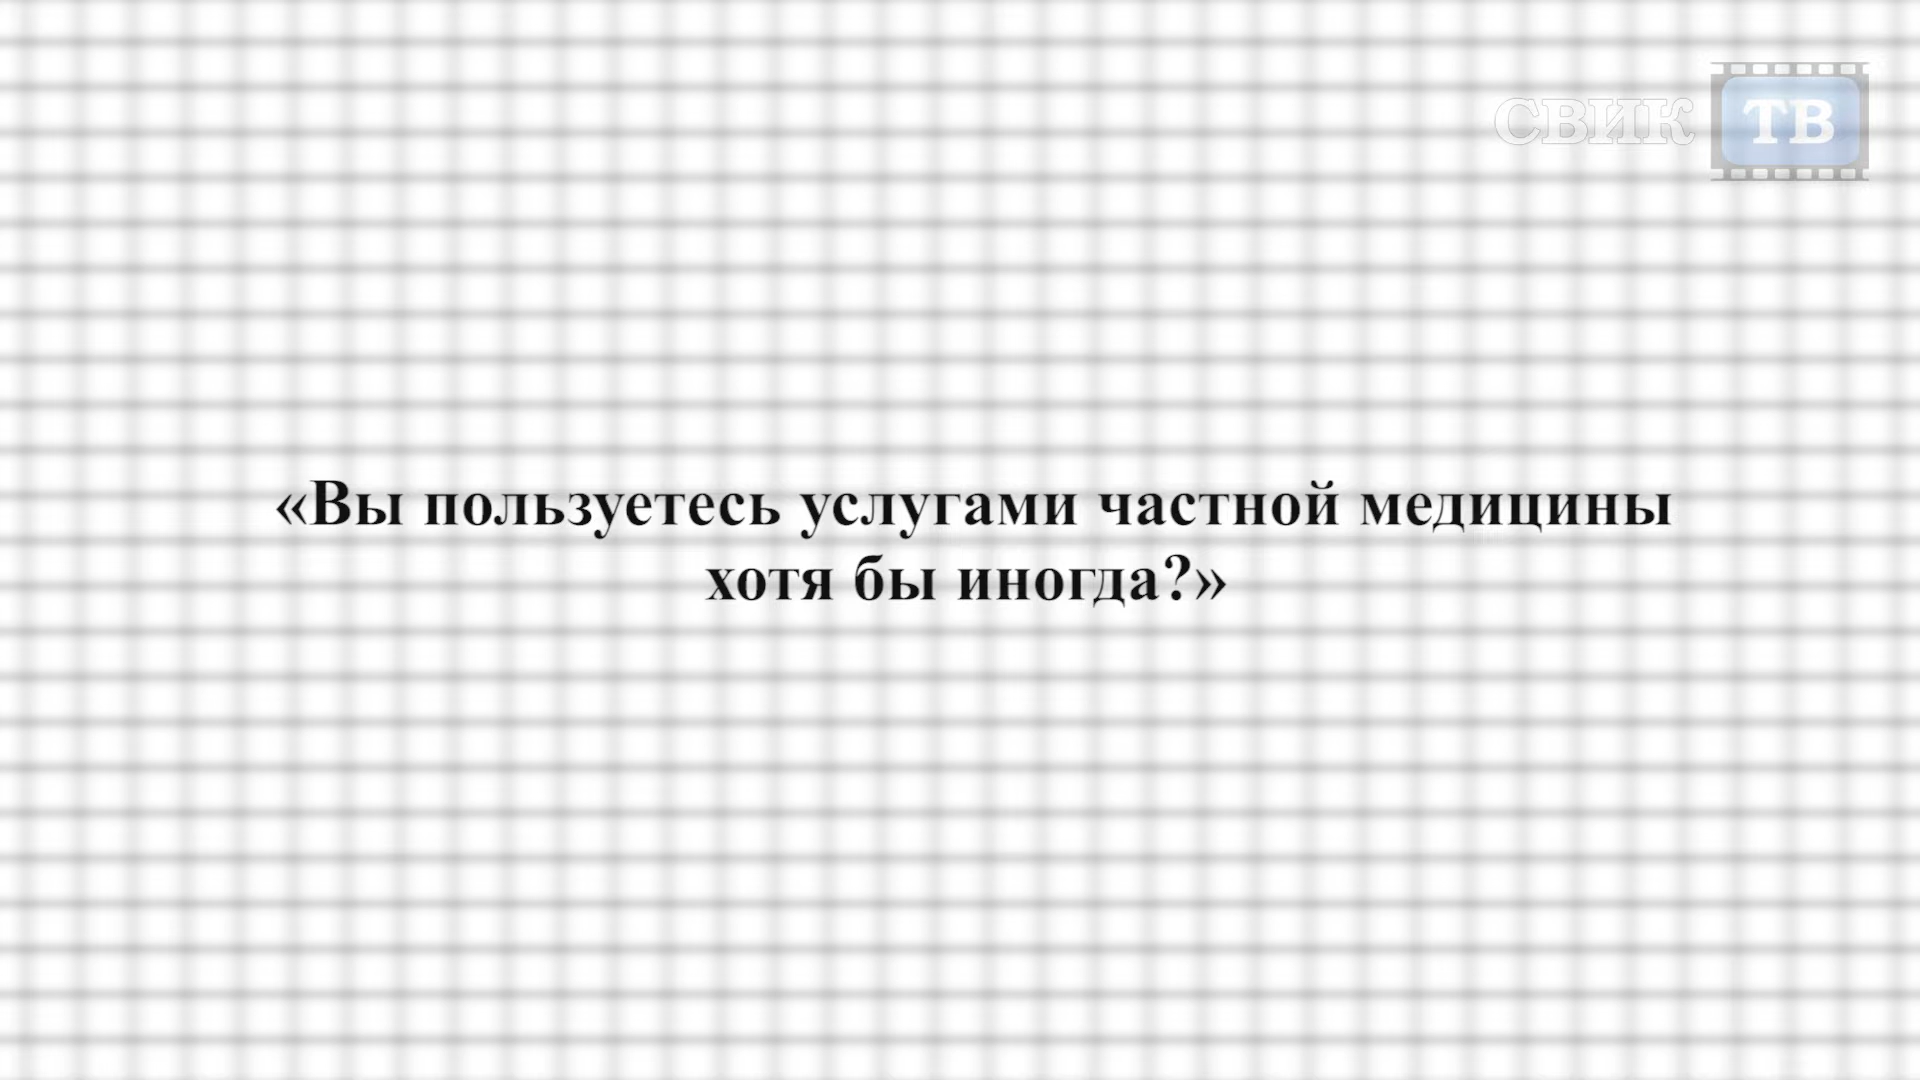 СВИК ТВ
«Вы пользуетесь услугами частной медицины
хотя бы иногда?»